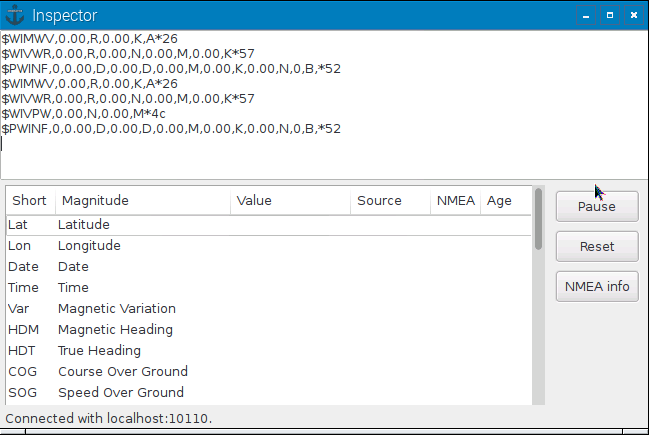 Inspector
$WIMWV,0.00,R,0.00,K,A*26
$WIVWR,0.00,R,0.00,N,0.00,M,0.00,K*57
$PWINF,0,0.00,D,0.00,D,0.00,M,0.00,K,0.00,N,0,B,*52
$WIMWV,0.00,R,0.00,K,A*26
$WIVWR,0.00,R,0.00,N,0.00,M,0.00,K*57
$WIVPW,0.00,N,0.00,M*4c
$PWINF,0,0.00,D,0.00,D,0.00,M,0.00,K,0.00,N,0,B,*52
Short Magnitude Value Source NMEA Age
Lat Latitude
Lon Longitude
Date Date
Time Time
Var Magnetic Variation
HDM Magnetic Heading
HDT True Heading
COG Course Over Ground
SOG Speed Over Ground
Pause
Reset
NMEA info
Connected with localhost:10110.